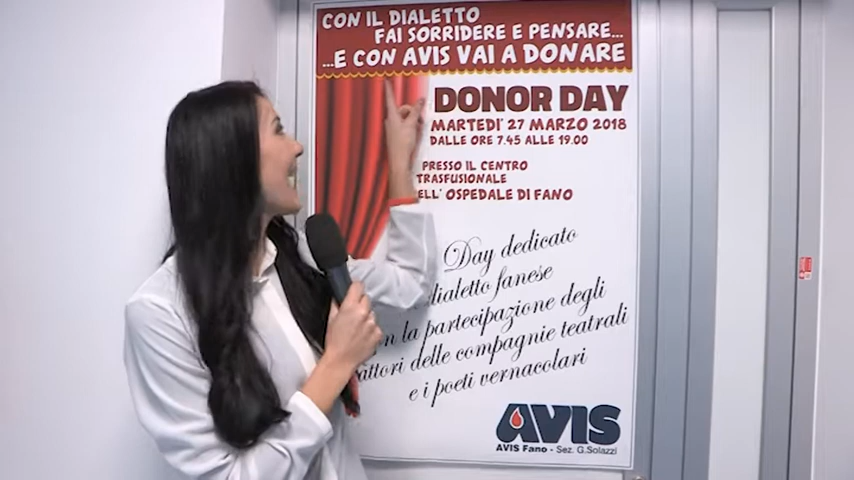 CON IL DIALETTO
FAI SORRIDERE E PENSARE...
...E CON AVIS VAI A DONARE
DONOR DAY
MARTEDI' 27 MARZO 2018
DALLE ORE 7.45 ALLE 19.00
PRESSO IL CENTRO
TRASFUSIONALE
ELL' OSPEDALE DI FANO
Day dedicato
dialetto fanese
la partecipazione degli
attori delle compagnie teatrali
e i poeti vernacolari
AVIS
AVIS Fano - Sez. G.Solazzi